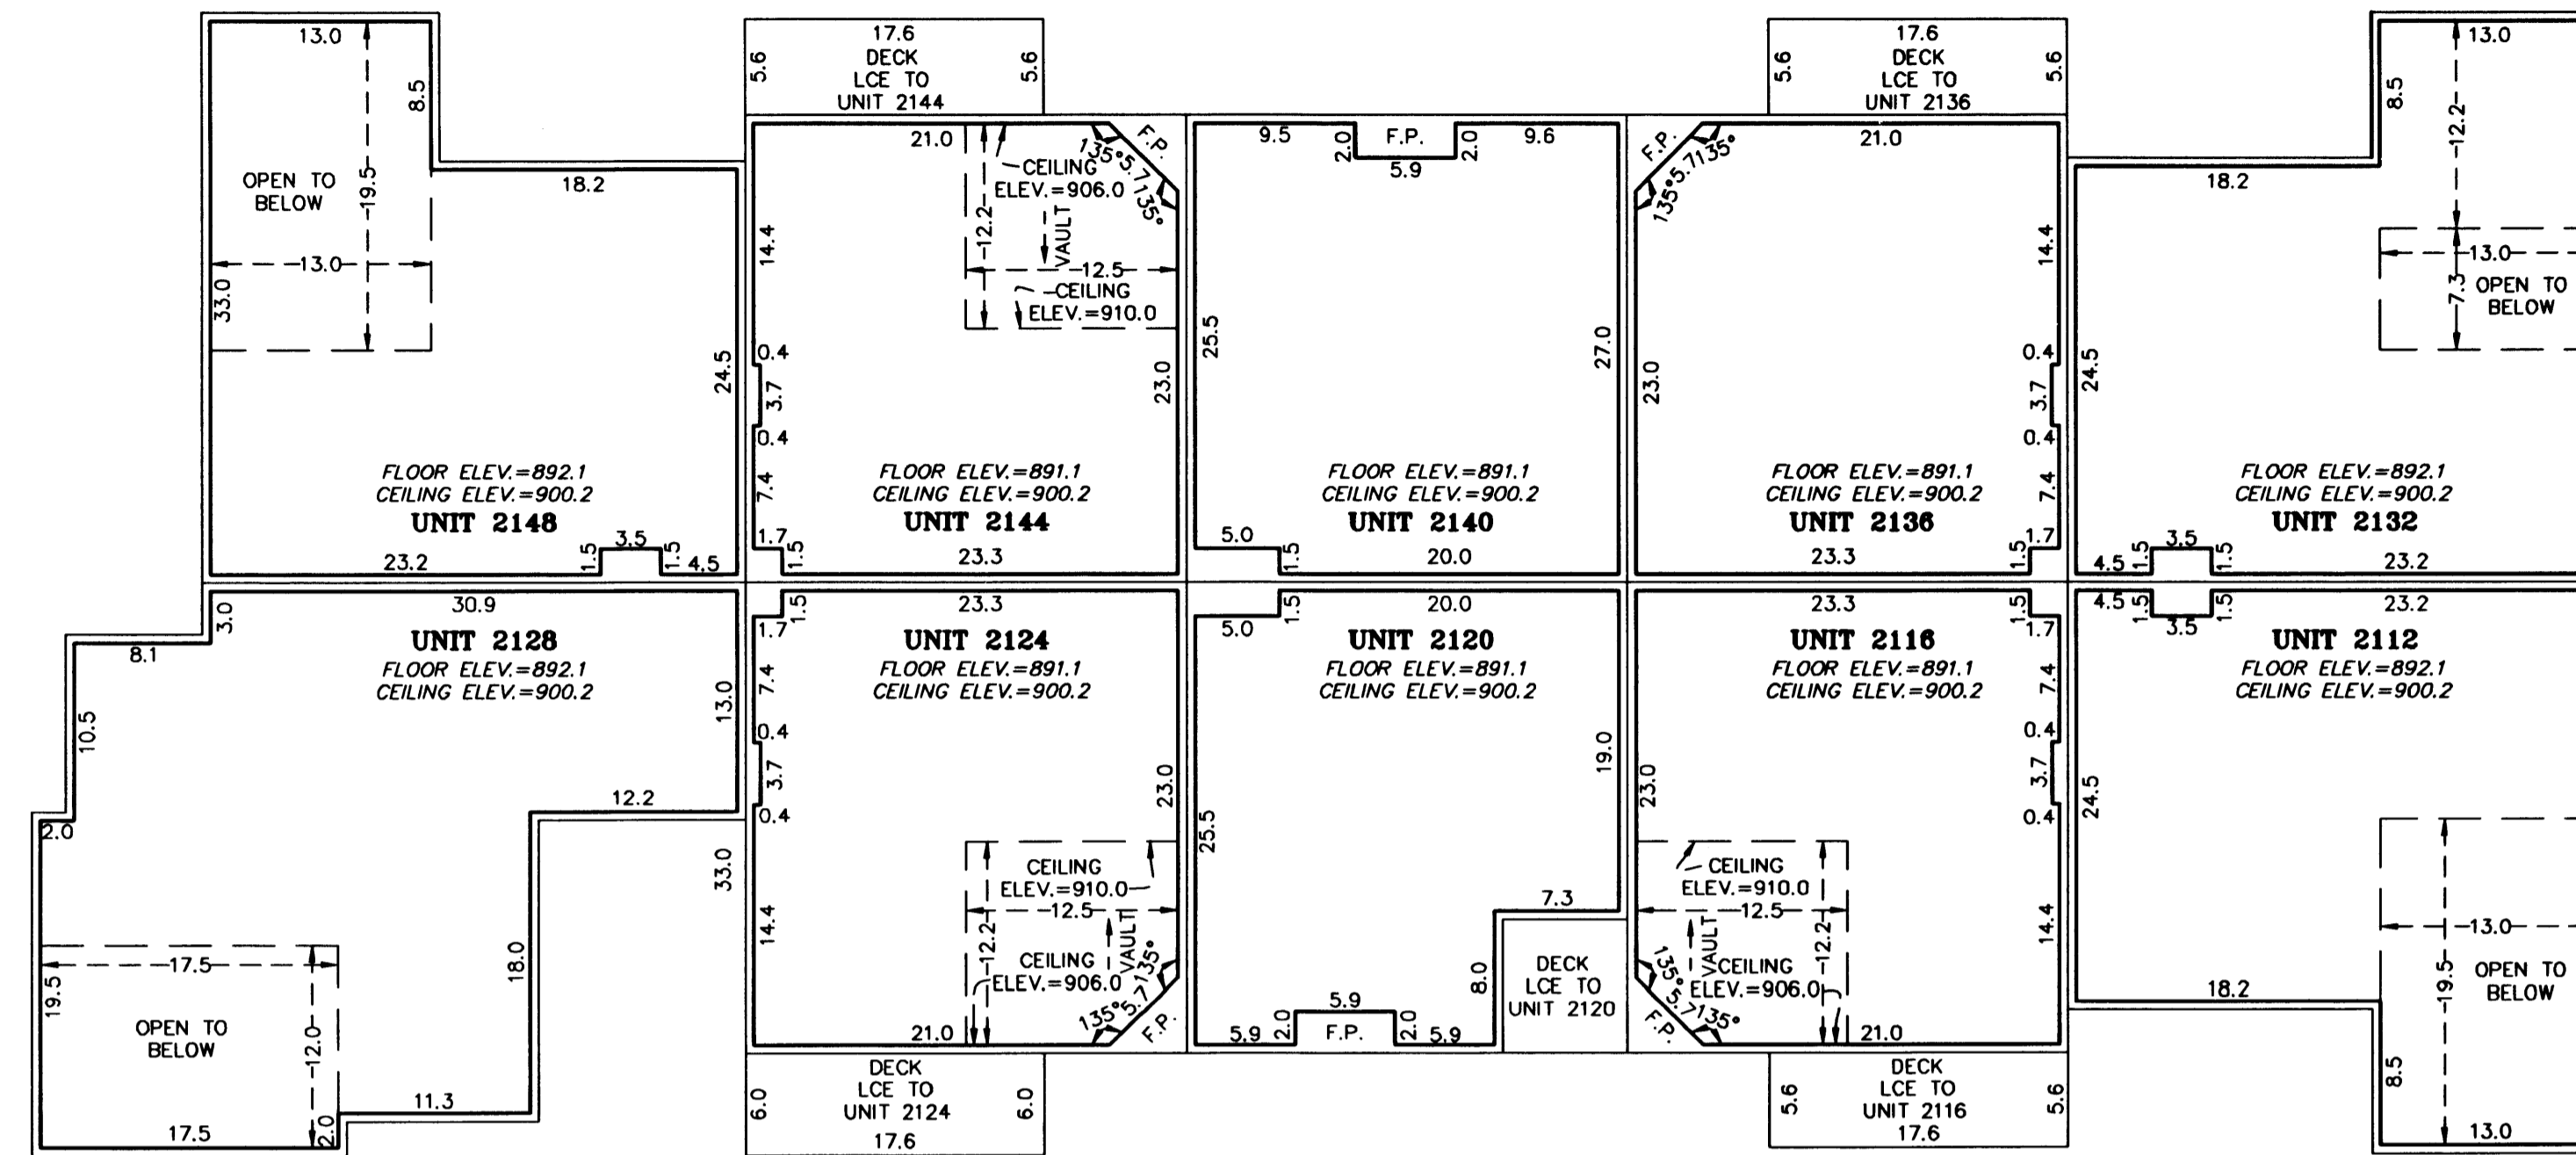 13.0
8.5
19.5
OPEN TO
BELOW
18.2
13.0
33.0
24.5
FLOOR ELEV.=892.1
CEILING ELEV.=900.2
UNIT 2148
23.2
1.5
3.5
1.5
4.5
17.6
5.6
DECK
LCE TO
UNIT 2144
5.6
21.0
F.P.
135°
5.7
135°
CEILING
ELEV.=906.0
12.2
VAULT
12.5
CEILING
ELEV.=910.0
14.4
0.4
3.7
0.4
7.4
23.0
FLOOR ELEV.=891.1
CEILING ELEV.=900.2
UNIT 2144
1.7
1.5
23.3
9.5
2.0
F.P.
2.0
9.6
5.9
25.5
27.0
FLOOR ELEV.=891.1
CEILING ELEV.=900.2
UNIT 2140
5.0
1.5
20.0
17.6
5.6
DECK
LCE TO
UNIT 2136
5.6
F.P.
135°
5.7
135°
21.0
14.4
23.0
0.4
3.7
0.4
7.4
FLOOR ELEV.=891.1
CEILING ELEV.=900.2
UNIT 2136
1.7
23.3
1.5
13.0
8.5
12.2
18.2
13.0
7.3
OPEN TO
BELOW
24.5
FLOOR ELEV.=892.1
CEILING ELEV.=900.2
UNIT 2132
4.5
1.5
3.5
1.5
23.2
3.0
30.9
8.1
UNIT 2128
FLOOR ELEV.=892.1
CEILING ELEV.=900.2
10.5
13.0
12.2
2.0
33.0
17.5
19.5
18.0
OPEN TO
BELOW
12.0
11.3
17.5
2.0
1.5
23.3
1.7
UNIT 2124
FLOOR ELEV.=891.1
CEILING ELEV.=900.2
7.4
0.4
3.7
0.4
23.0
CEILING
ELEV.=910.0
12.5
14.4
12.2
VAULT
CEILING
ELEV.=906.0
135°
5.7
135°
F.P.
21.0
DECK
LCE TO
UNIT 2124
6.0
6.0
17.6
1.5
20.0
5.0
UNIT 2120
FLOOR ELEV.=891.1
CEILING ELEV.=900.2
19.0
25.5
7.3
8.0
DECK
LCE TO
UNIT 2120
5.9
5.9
2.0
F.P.
2.0
5.9
23.3
1.5
1.7
UNIT 2116
FLOOR ELEV.=891.1
CEILING ELEV.=900.2
7.4
0.4
3.7
0.4
23.0
CEILING
ELEV.=910.0
12.5
14.4
VAULT
12.2
CEILING
ELEV.=906.0
135°
5.7
135°
F.P.
21.0
DECK
LCE TO
UNIT 2116
5.6
5.6
17.6
4.5
1.5
3.5
1.5
23.2
UNIT 2112
FLOOR ELEV.=892.1
CEILING ELEV.=900.2
24.5
13.0
19.5
OPEN TO
BELOW
18.2
8.5
13.0